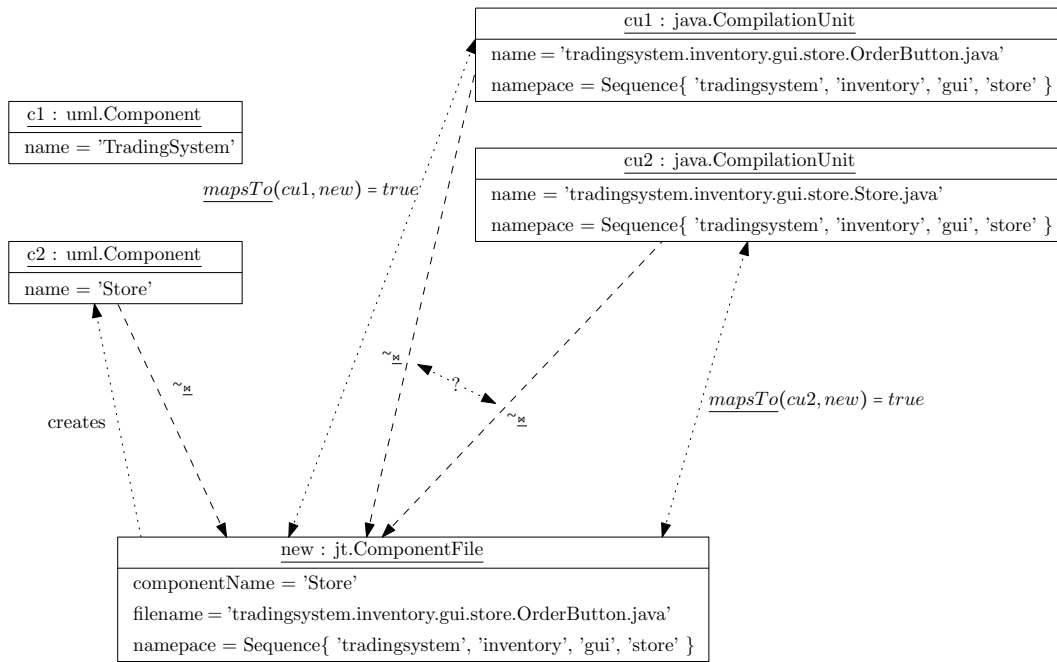 cu1 : java.CompilationUnit
name = 'tradingsystem.inventory.gui.store.OrderButton.java'
namepace = Sequence{ 'tradingsystem', 'inventory', 'gui', 'store' }
c1 : uml.Component
name = 'TradingSystem'
cu2 : java.CompilationUnit
name = 'tradingsystem.inventory.gui.store.Store.java'
namepace = Sequence{ 'tradingsystem', 'inventory', 'gui', 'store' }
mapsTo(cu1, new) = true
c2 : uml.Component
name = 'Store'
~⋈
~⋈
?
~⋈
mapsTo(cu2, new) = true
creates
new : jt.ComponentFile
componentName = 'Store'
filename = 'tradingsystem.inventory.gui.store.OrderButton.java'
namepace = Sequence{ 'tradingsystem', 'inventory', 'gui', 'store' }